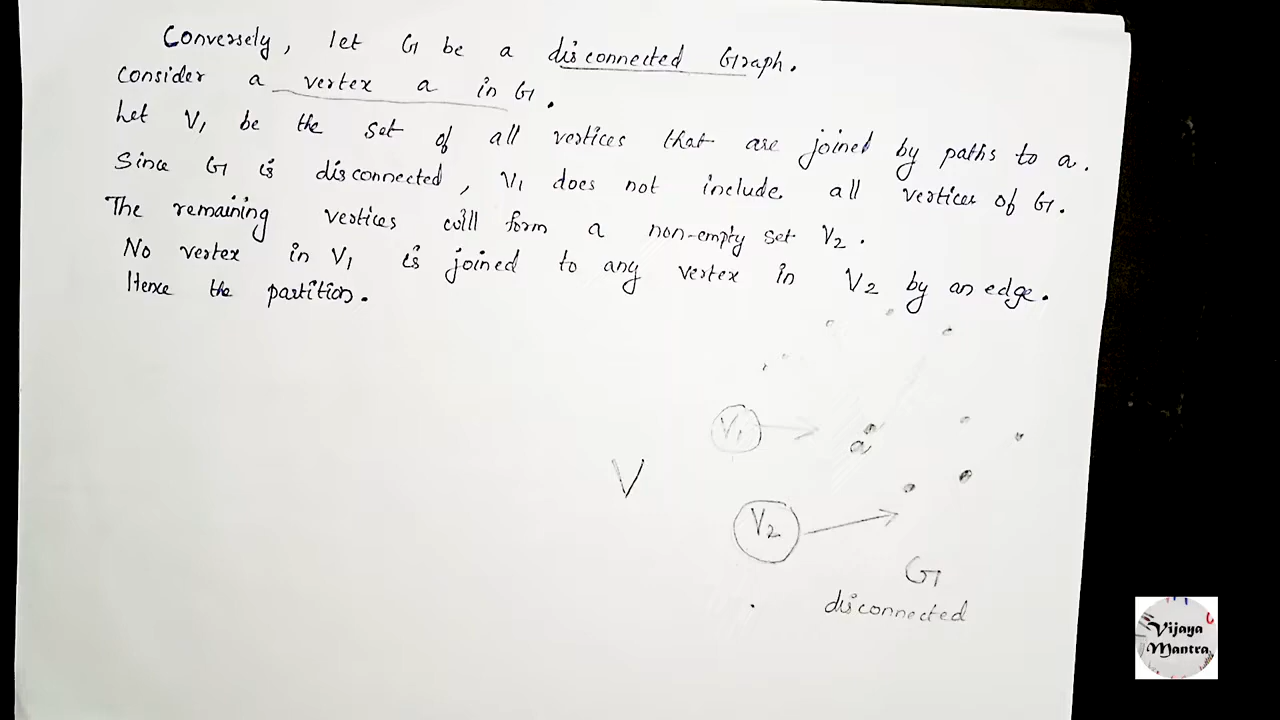 Conversely, let G be a disconnected Graph.
Consider a vertex a in G.
Let V1 be the set of all vertices that are joined by paths to a.
Since G is disconnected, V1 does not include all vertices of G.
The remaining vertices will form a non-empty set V2.
No vertex in V1 is joined to any vertex in V2 by an edge.
Hence the partition.
V1
a
V
V2
G
disconnected
Vijaya
Mantra